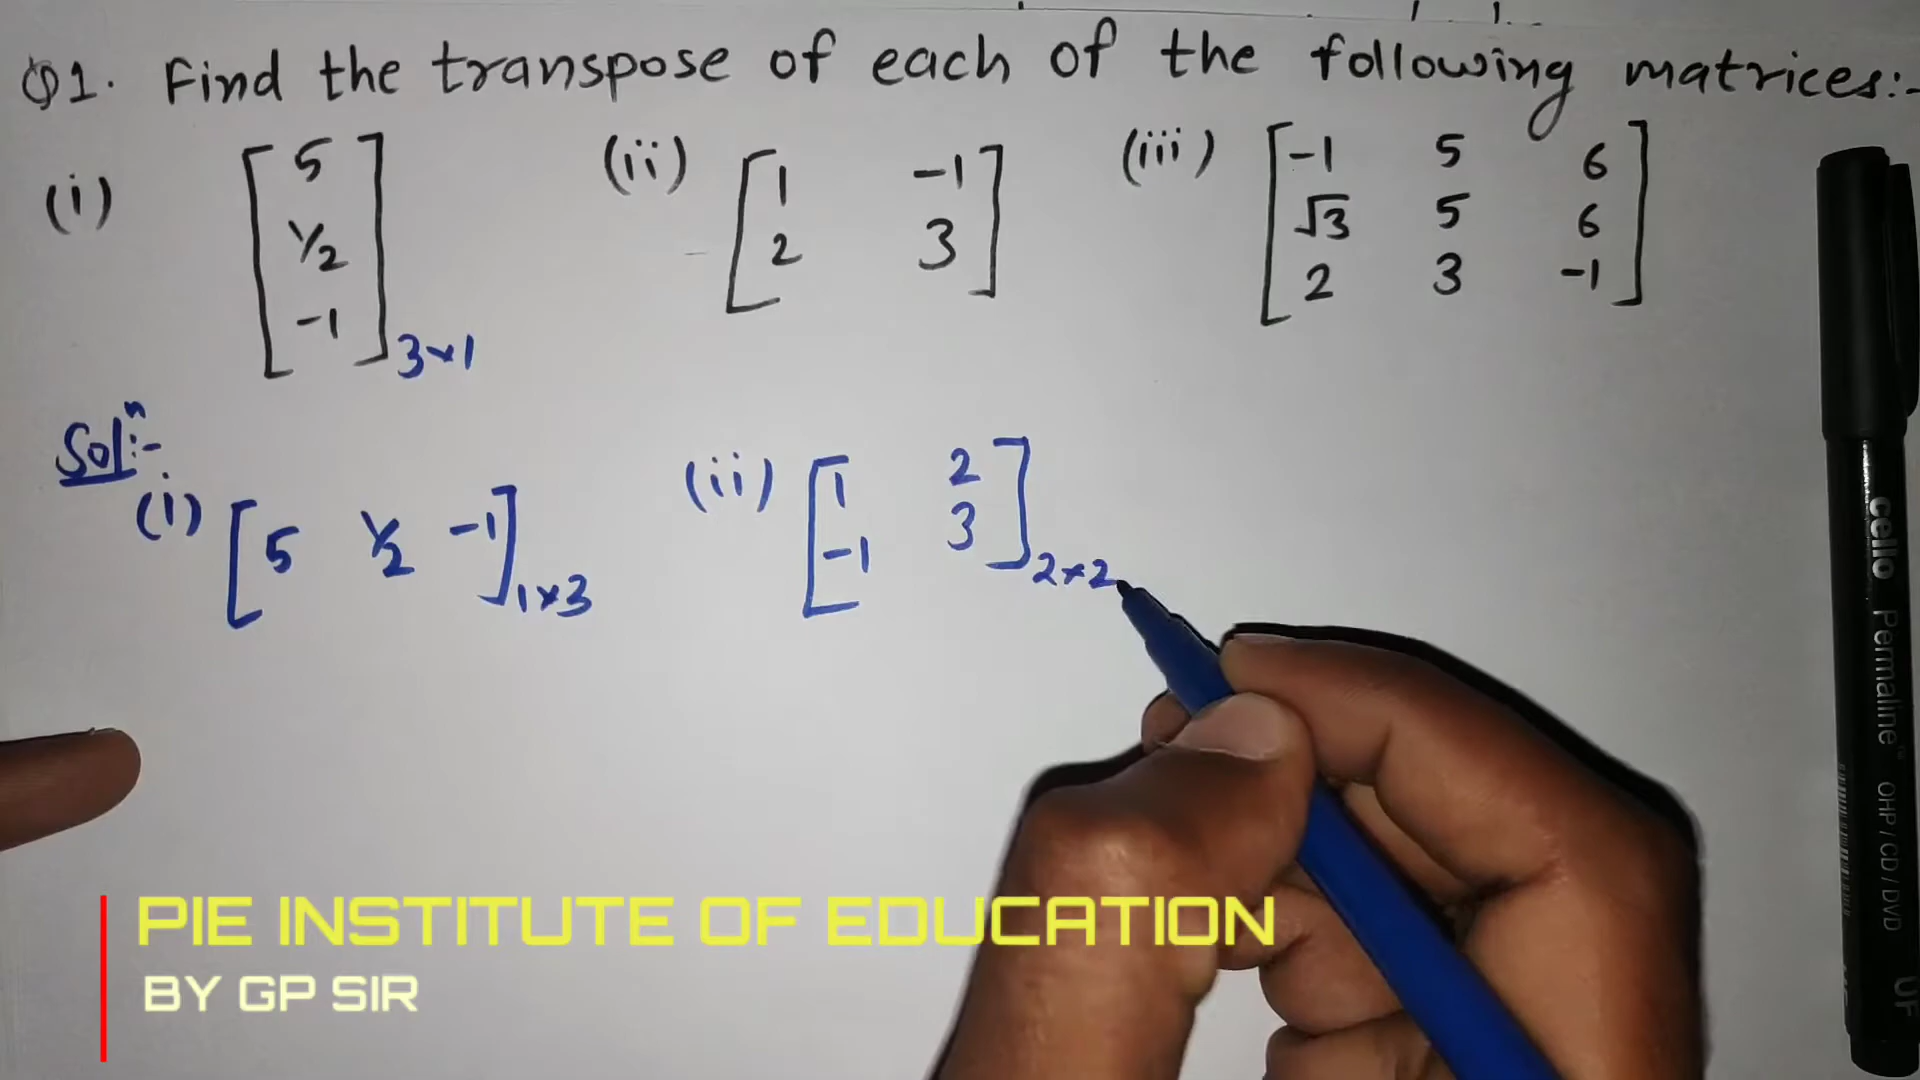 Q1. Find the transpose of each of the following matrices:-
(i) [5
1/2
-1] 3×1
(ii) [1 -1
2 3]
(iii) [-1 5 6
√3 5 6
2 3 -1]
Solⁿ:-
(i) [5 1/2 -1] 1×3
(ii) [1 2
-1 3] 2×2
cello Permaline™ OHP/CD/DVD UF
PIE INSTITUTE OF EDUCATION
BY GP SIR